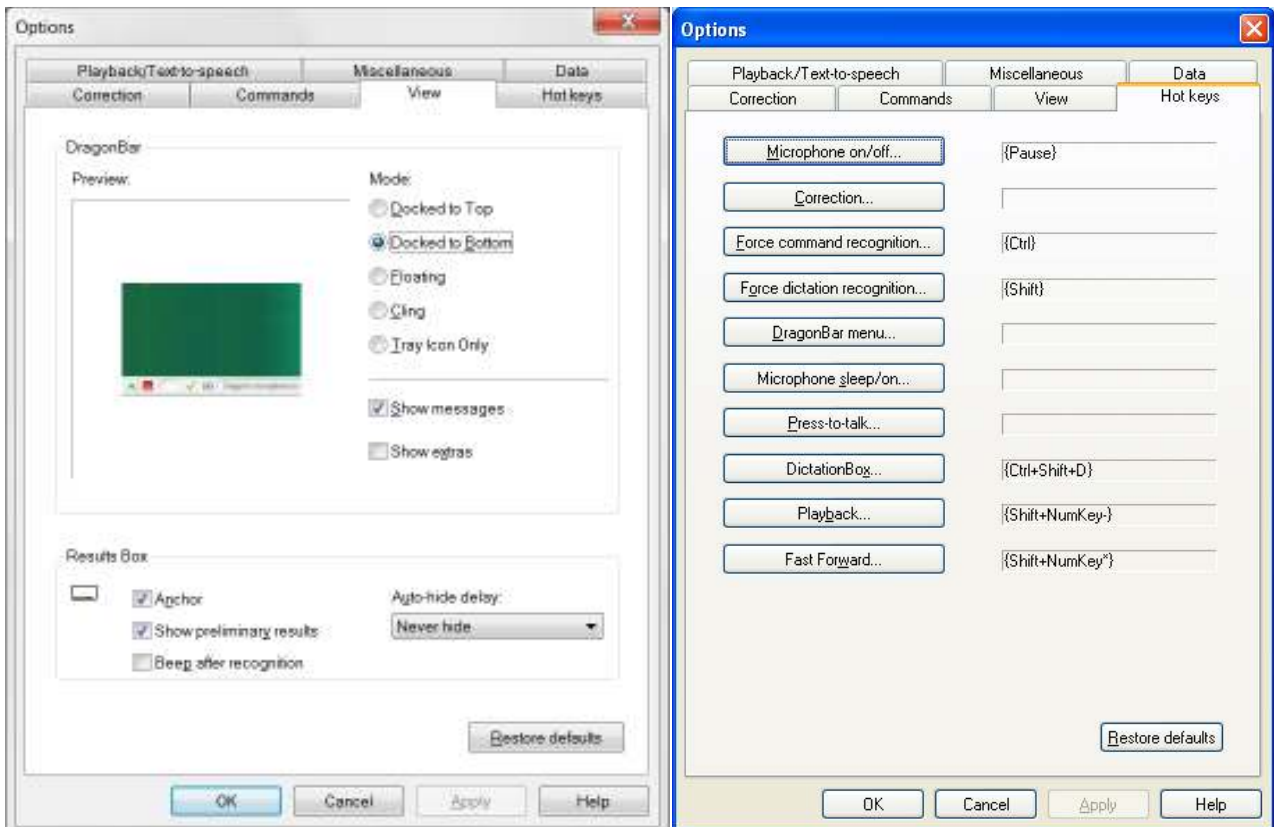 Options
Playback/Text-to-speech Miscellaneous Data
Correction Commands View Hot keys
DragonBar
Preview:
Mode:
Docked to Top
Docked to Bottom
Floating
Cling
Tray Icon Only
Show messages
Show extras
Results Box
Anchor
Show preliminary results
Beep after recognition
Auto-hide delay:
Never hide
Restore defaults
OK Cancel Apply Help
Options
Playback/Text-to-speech Miscellaneous Data
Correction Commands View Hot keys
Microphone on/off... {Pause}
Correction...
Force command recognition... {Ctrl}
Force dictation recognition... {Shift}
DragonBar menu...
Microphone sleep/on...
Press-to-talk...
DictationBox... {Ctrl+Shift+D}
Playback... {Shift+NumKey-}
Fast Forward... {Shift+NumKey*}
Restore defaults
OK Cancel Apply Help